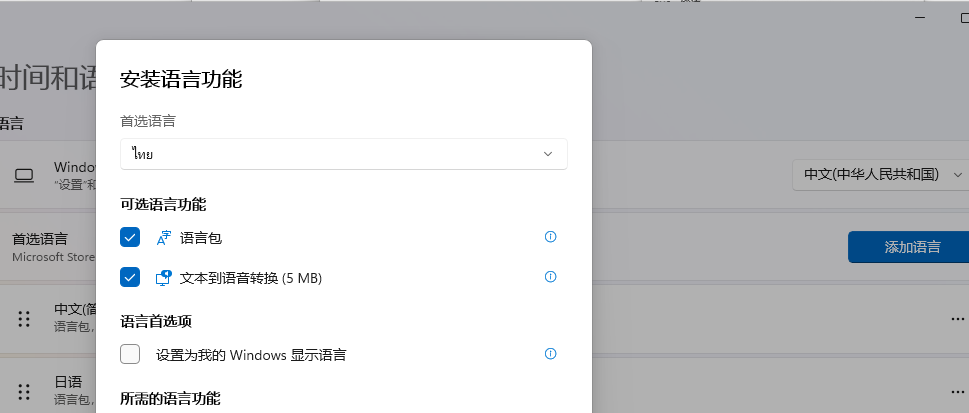 时间和语
语言
Window
"设置"和
中文(中华人民共和国)
首选语言
Microsoft Store
添加语言
中文(简
语言包,
日语
语言包,
安装语言功能
首选语言
ไทย
可选语言功能
语言包
文本到语音转换 (5 MB)
语言首选项
设置为我的 Windows 显示语言
所需的语言功能